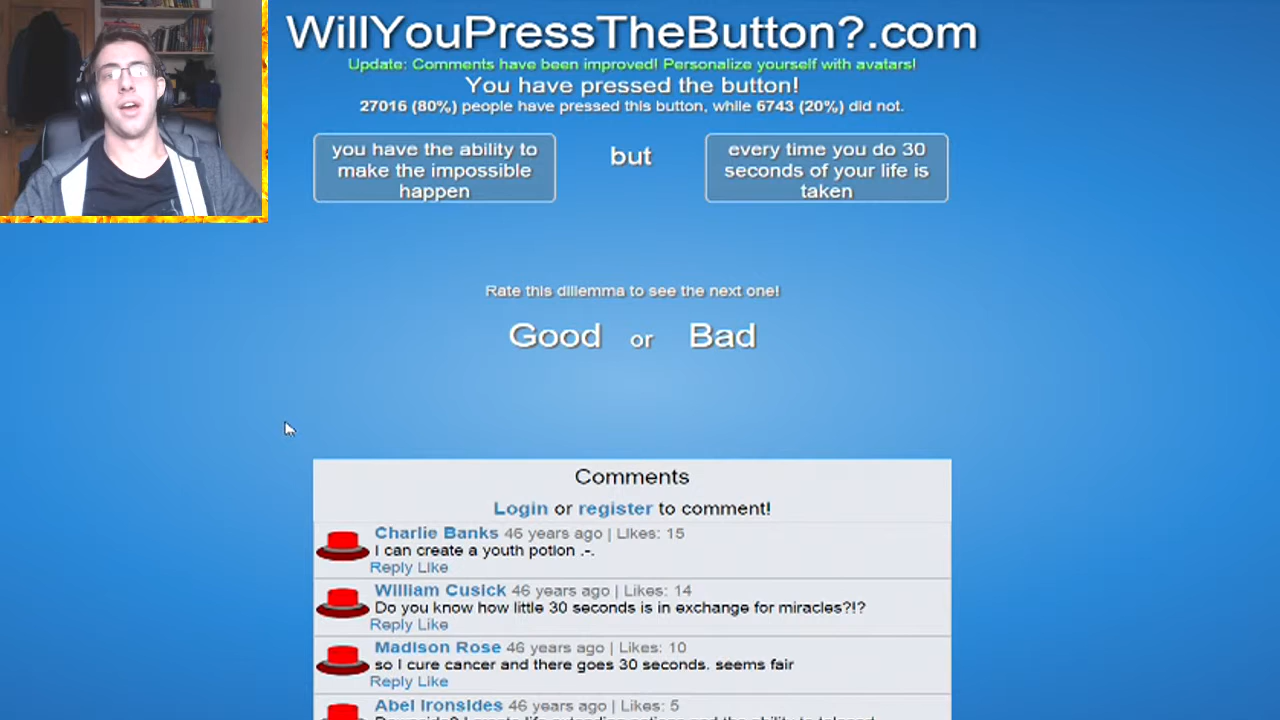 WillYouPressTheButton?.com
Update: Comments have been improved! Personalize yourself with avatars!
You have pressed the button!
27016 (80%) people have pressed this button, while 6743 (20%) did not.
you have the ability to
make the impossible
happen
but
every time you do 30
seconds of your life is
taken
Rate this dillemma to see the next one!
Good or Bad
Comments
Login or register to comment!
Charlie Banks 46 years ago | Likes: 15
I can create a youth potion .-.
Reply Like
William Cusick 46 years ago | Likes: 14
Do you know how little 30 seconds is in exchange for miracles?!?
Reply Like
Madison Rose 46 years ago | Likes: 10
so I cure cancer and there goes 30 seconds. seems fair
Reply Like
Abel Ironsides 46 years ago | Likes: 5